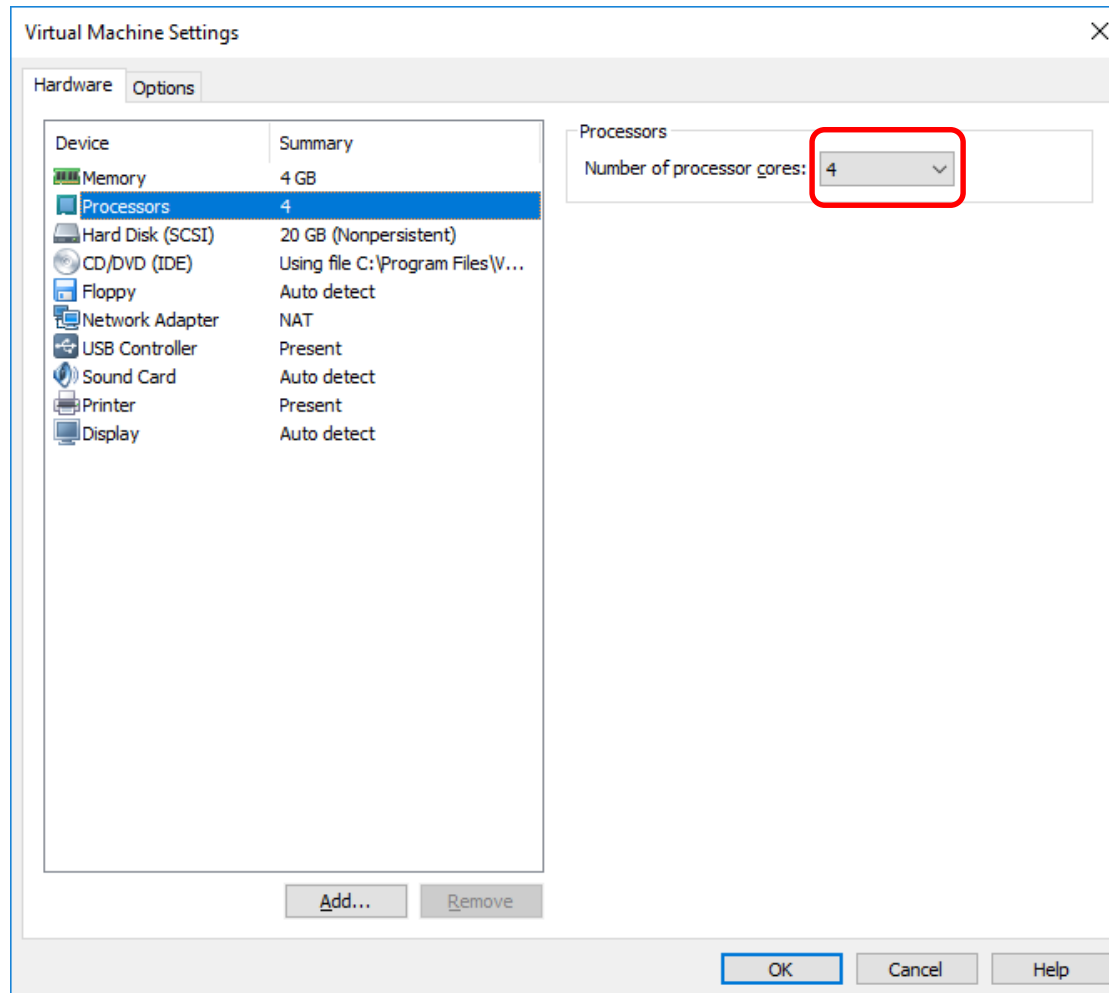 Virtual Machine Settings
Hardware Options
Device Summary
Memory 4 GB
Processors 4
Hard Disk (SCSI) 20 GB (Nonpersistent)
CD/DVD (IDE) Using file C:\Program Files\V...
Floppy Auto detect
Network Adapter NAT
USB Controller Present
Sound Card Auto detect
Printer Present
Display Auto detect
Add... Remove
Processors
Number of processor cores: 4
OK Cancel Help